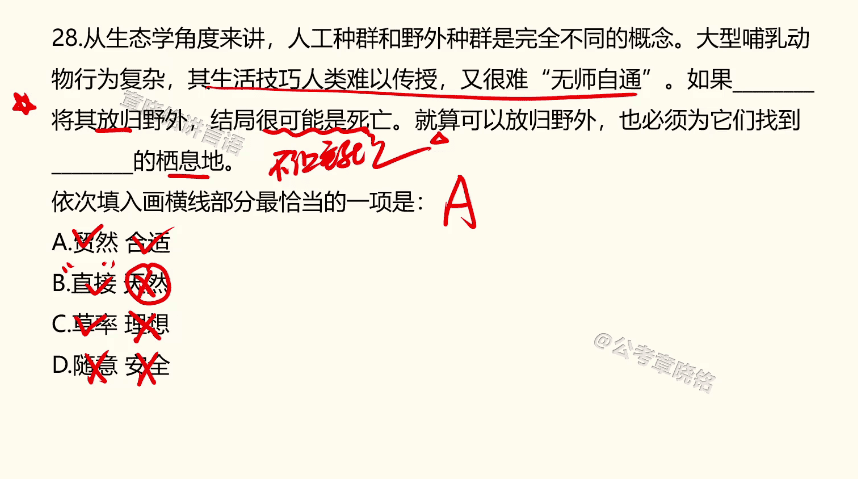 28.从生态学角度来讲，人工种群和野外种群是完全不同的概念。大型哺乳动
物行为复杂，其生活技巧人类难以传授，又很难“无师自通”。如果________
将其放归野外，结局很可能是死亡。就算可以放归野外，也必须为它们找到
________的栖息地。
依次填入画横线部分最恰当的一项是：A
A.贸然 合适
B.直接 天然
C.草率 理想
D.随意 安全
@公考章晓铭